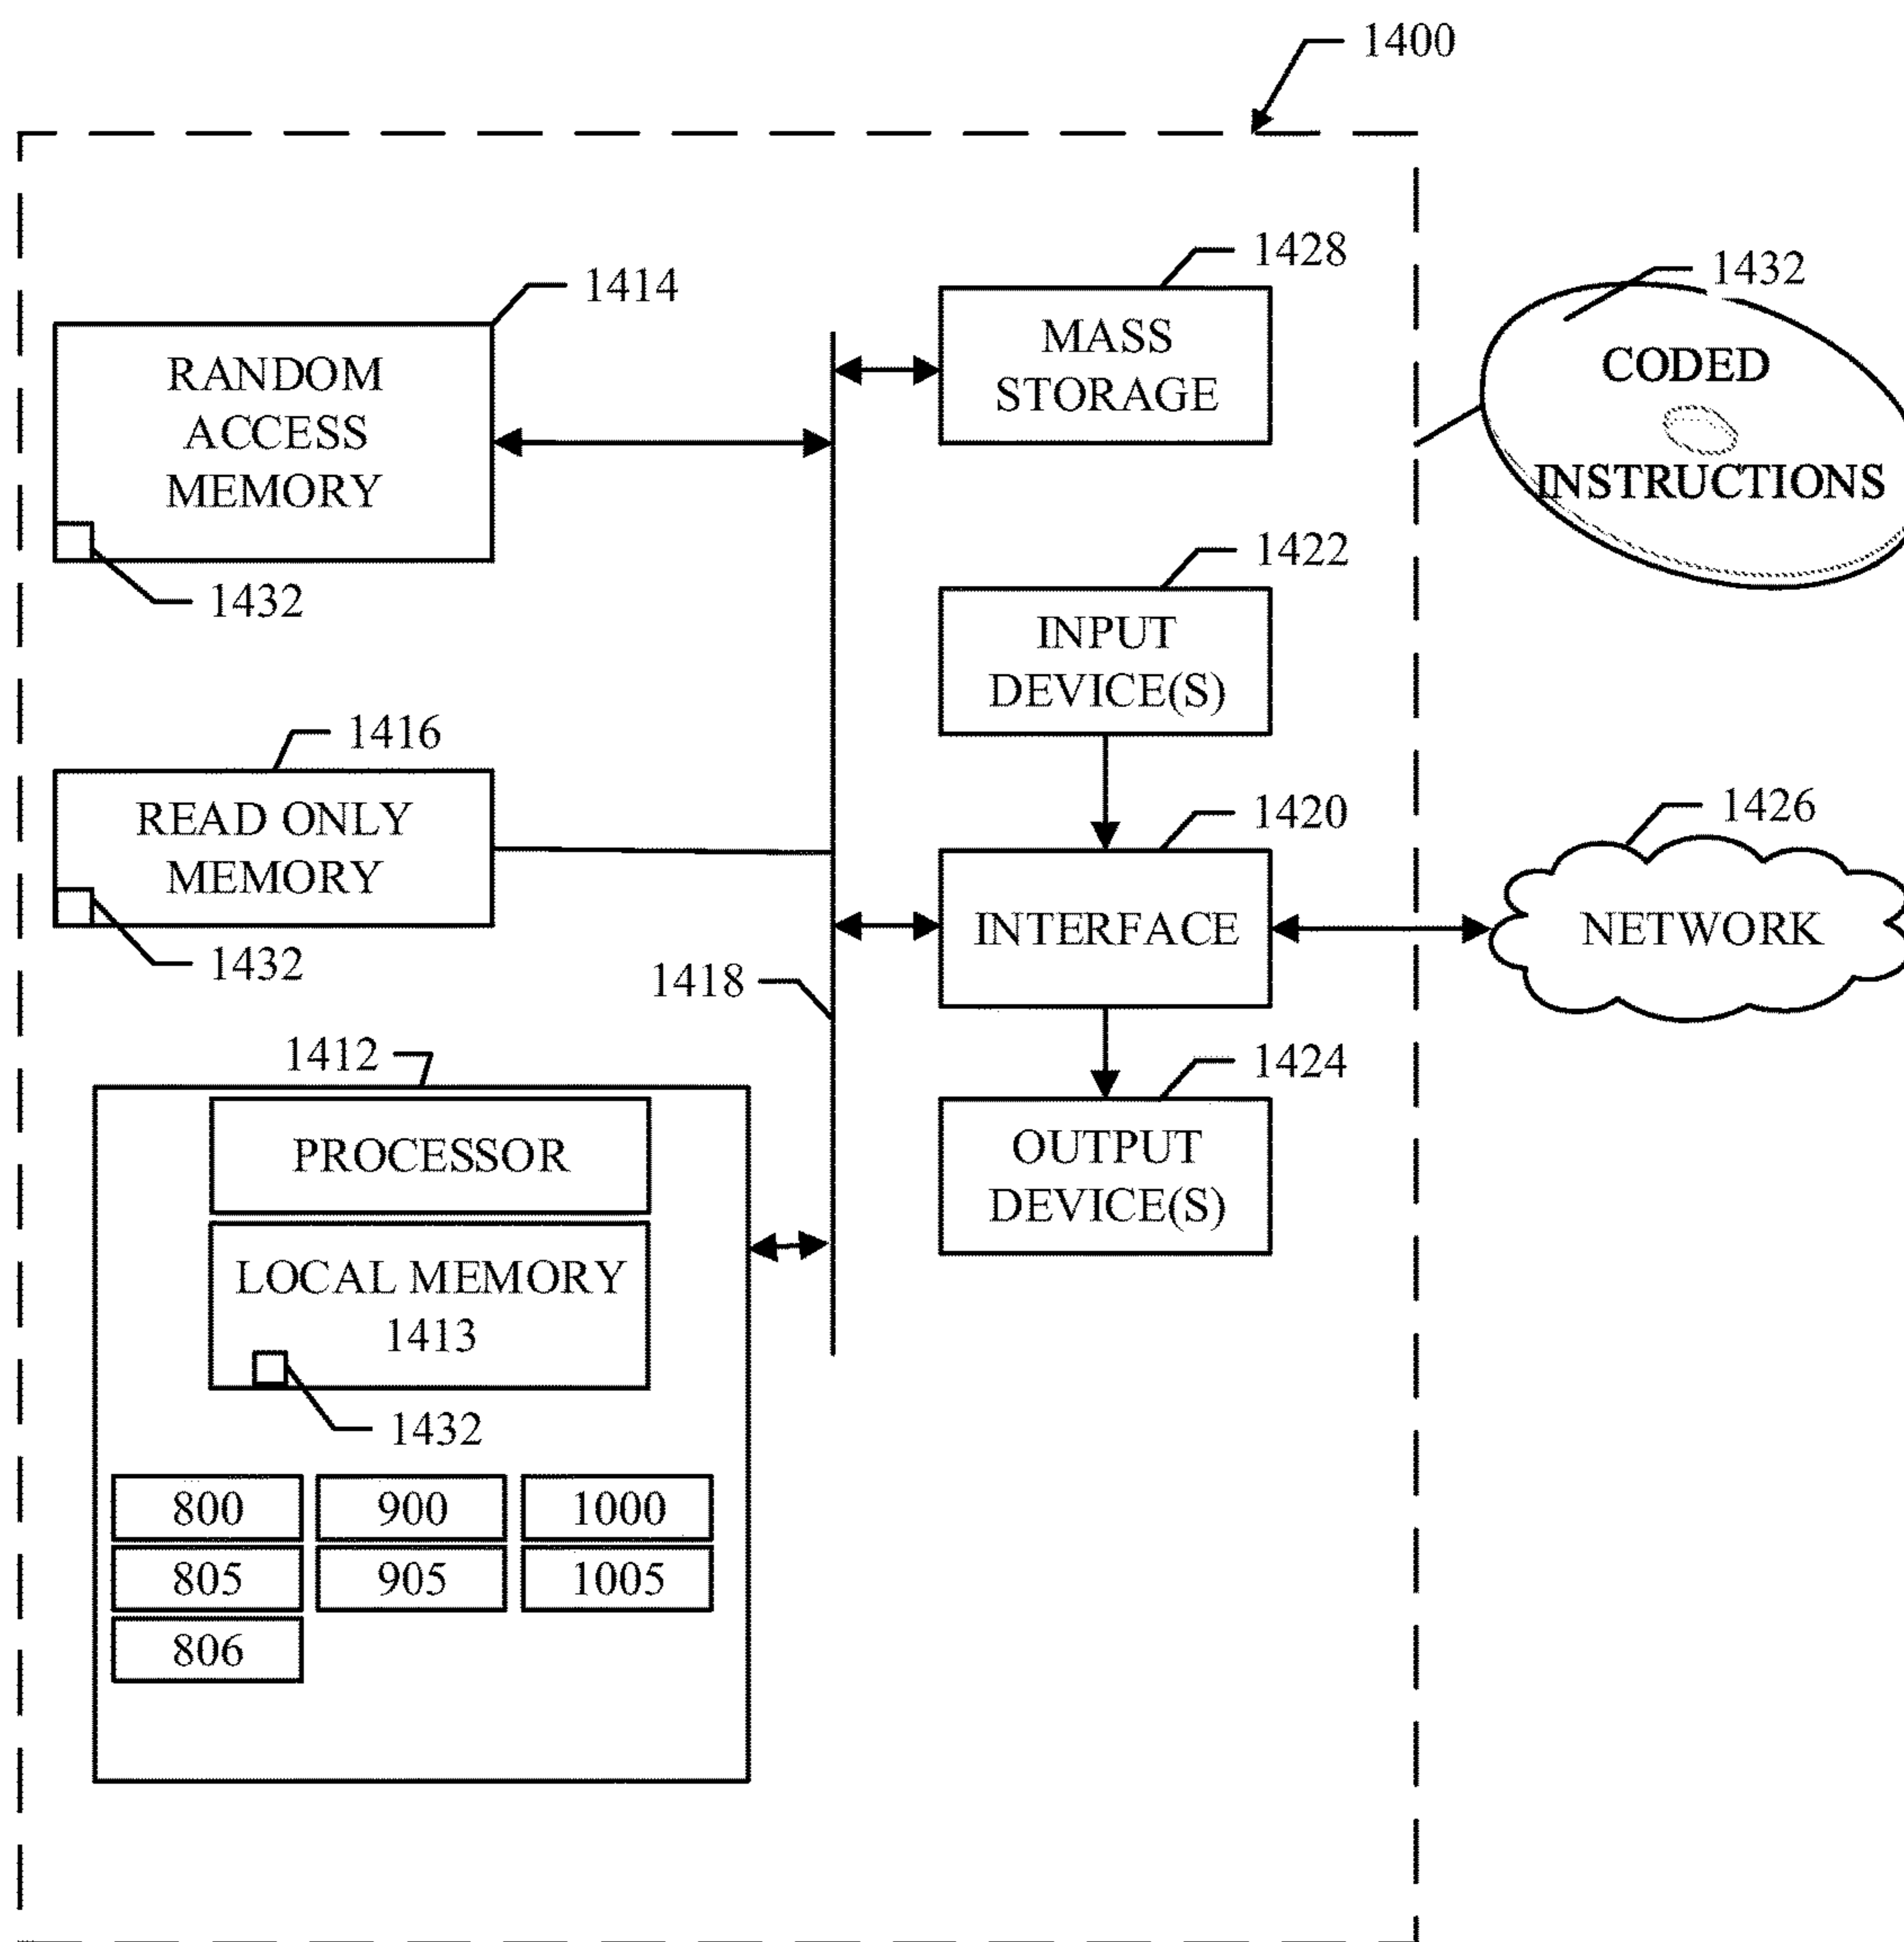 1400
1414
RANDOM
ACCESS
MEMORY
1432
1428
MASS
STORAGE
1432
CODED
INSTRUCTIONS
1422
INPUT
DEVICE(S)
1416
READ ONLY
MEMORY
1432
1420
INTERFACE
1426
NETWORK
1418
1412
PROCESSOR
LOCAL MEMORY
1413
1432
1424
OUTPUT
DEVICE(S)
800 900 1000
805 905 1005
806